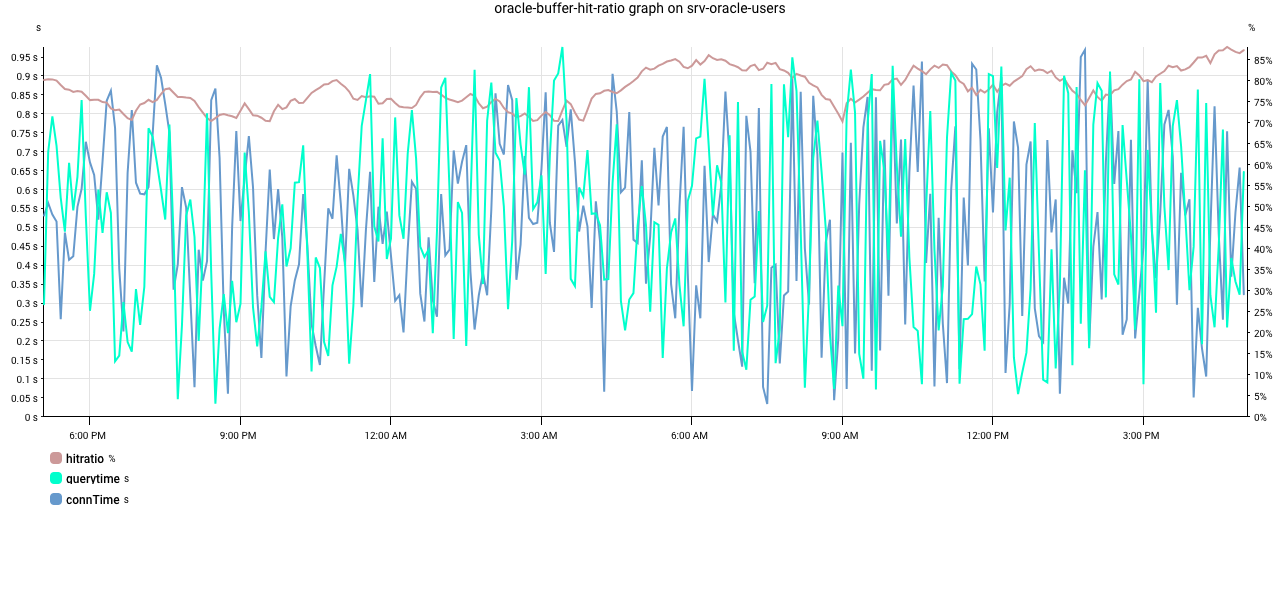 oracle-buffer-hit-ratio graph on srv-oracle-users
s %
0.95 s 85%
0.9 s 80%
0.85 s 75%
0.8 s 70%
0.75 s 65%
0.7 s 60%
0.65 s 55%
0.6 s 50%
0.55 s 45%
0.5 s 40%
0.45 s 35%
0.4 s 30%
0.35 s 25%
0.3 s 20%
0.25 s 15%
0.2 s 10%
0.15 s 5%
0.1 s 0%
0.05 s
0 s
6:00 PM 9:00 PM 12:00 AM 3:00 AM 6:00 AM 9:00 AM 12:00 PM 3:00 PM
hitratio %
querytime s
connTime s